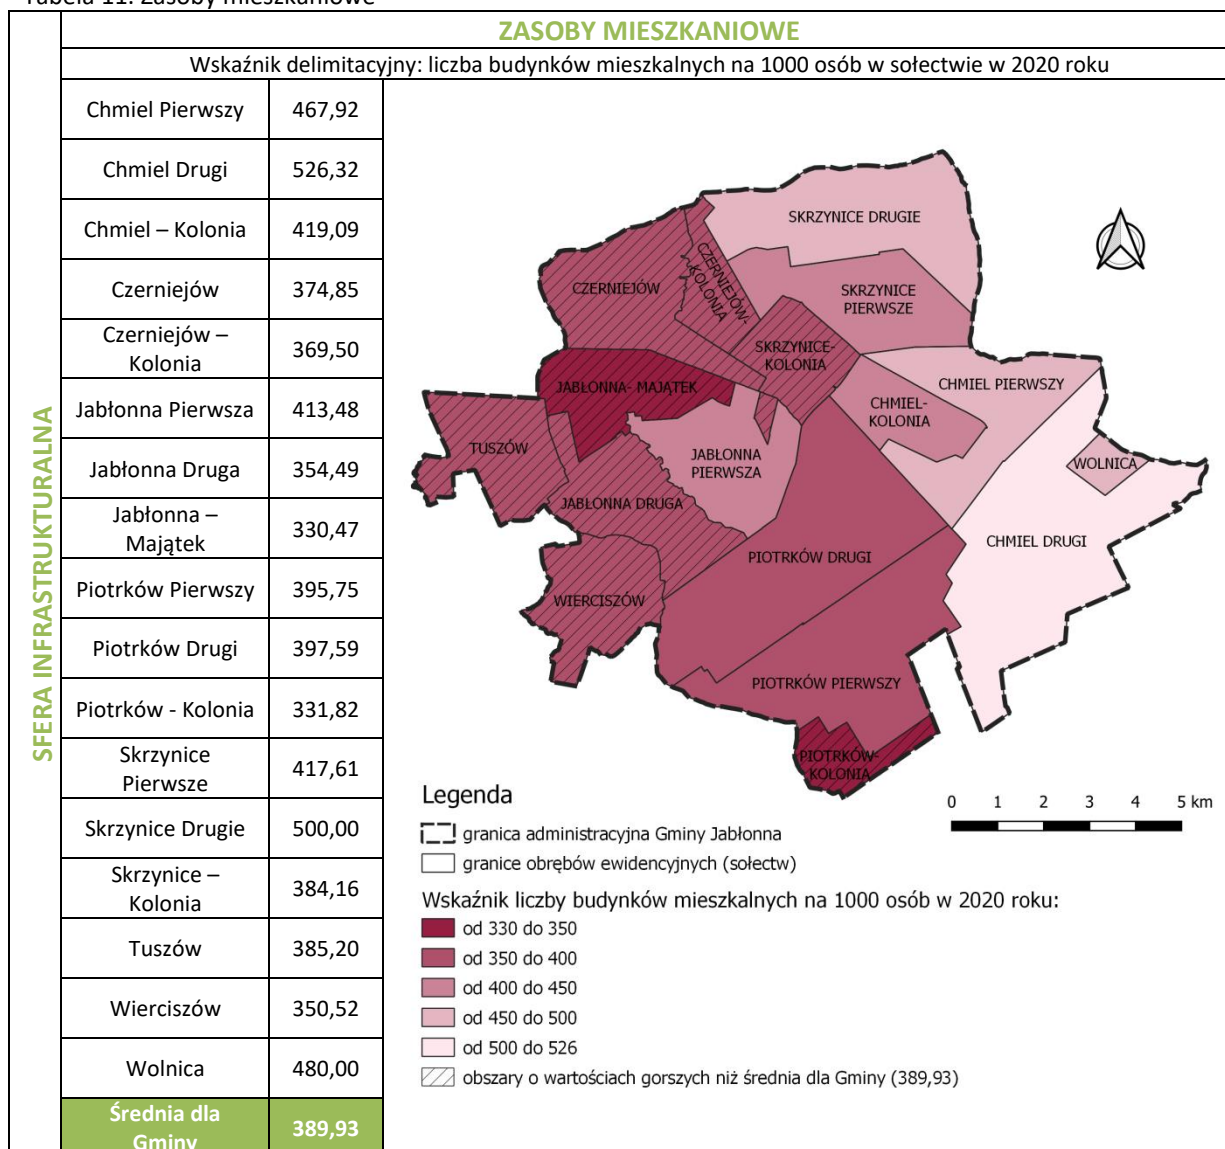 Tabela 11. Zasoby mieszkaniowe
ZASOBY MIESZKANIOWE
Wskaźnik delimitacyjny: liczba budynków mieszkalnych na 1000 osób w sołectwie w 2020 roku
SFERA INFRASTRUKTURALNA
Chmiel Pierwszy 467,92
Chmiel Drugi 526,32
Chmiel – Kolonia 419,09
Czerniejów 374,85
Czerniejów –
Kolonia 369,50
Jabłonna Pierwsza 413,48
Jabłonna Druga 354,49
Jabłonna –
Majątek 330,47
Piotrków Pierwszy 395,75
Piotrków Drugi 397,59
Piotrków - Kolonia 331,82
Skrzynice
Pierwsze 417,61
Skrzynice Drugie 500,00
Skrzynice –
Kolonia 384,16
Tuszów 385,20
Wierciszów 350,52
Wolnica 480,00
Średnia dla
Gminy 389,93
SKRZYNICE DRUGIE
CZERNIEJÓW
CZERNIEJÓW-
KOLONIA
SKRZYNICE
PIERWSZE
SKRZYNICE-
KOLONIA
JABŁONNA- MAJĄTEK
CHMIEL PIERWSZY
CHMIEL-
KOLONIA
TUSZÓW
JABŁONNA
PIERWSZA
WOLNICA
JABŁONNA DRUGA
CHMIEL DRUGI
PIOTRKÓW DRUGI
WIERCISZÓW
PIOTRKÓW PIERWSZY
PIOTRKÓW-
KOLONIA
0 1 2 3 4 5 km
Legenda
granica administracyjna Gminy Jabłonna
granice obrębów ewidencyjnych (sołectw)
Wskaźnik liczby budynków mieszkalnych na 1000 osób w 2020 roku:
od 330 do 350
od 350 do 400
od 400 do 450
od 450 do 500
od 500 do 526
obszary o wartościach gorszych niż średnia dla Gminy (389,93)